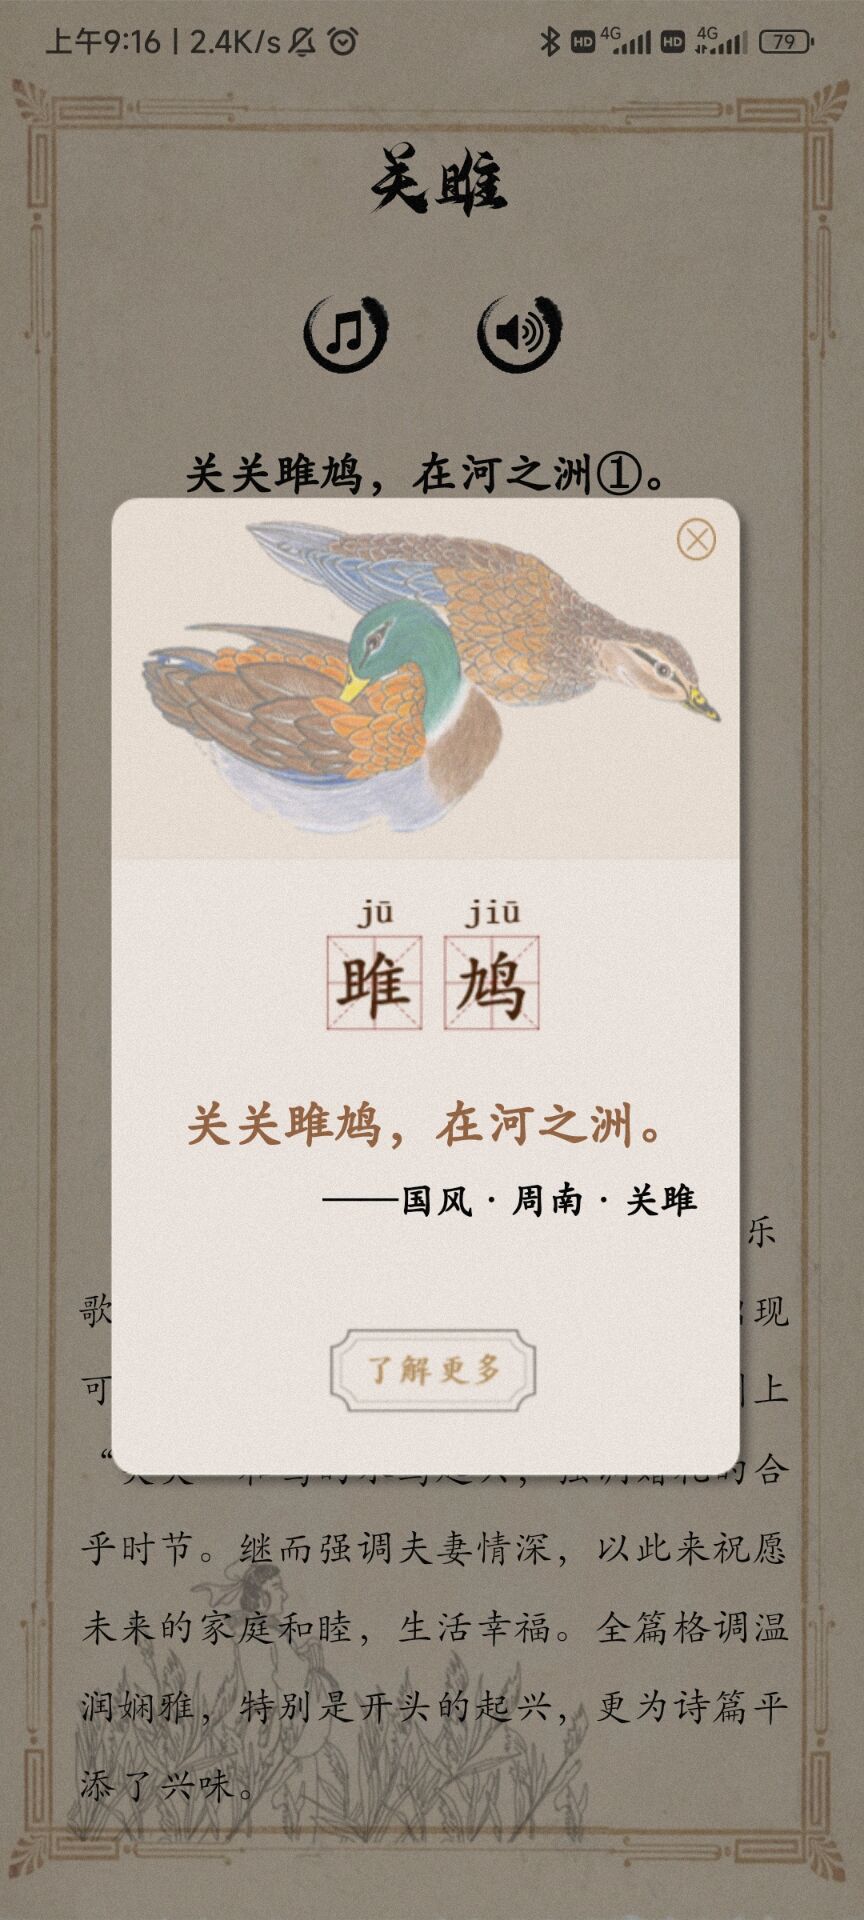 上午9:16 | 2.4K/s
HD 4G HD 4G 79
关雎
关关雎鸠，在河之洲①。
jū jiū
雎鸠
关关雎鸠，在河之洲。
——国风·周南·关雎
乐
歌 现
可 上
“ 的合
了解更多
乎时节。继而强调夫妻情深，以此来祝愿
未来的家庭和睦，生活幸福。全篇格调温
润娴雅，特别是开头的起兴，更为诗篇平
添了兴味。